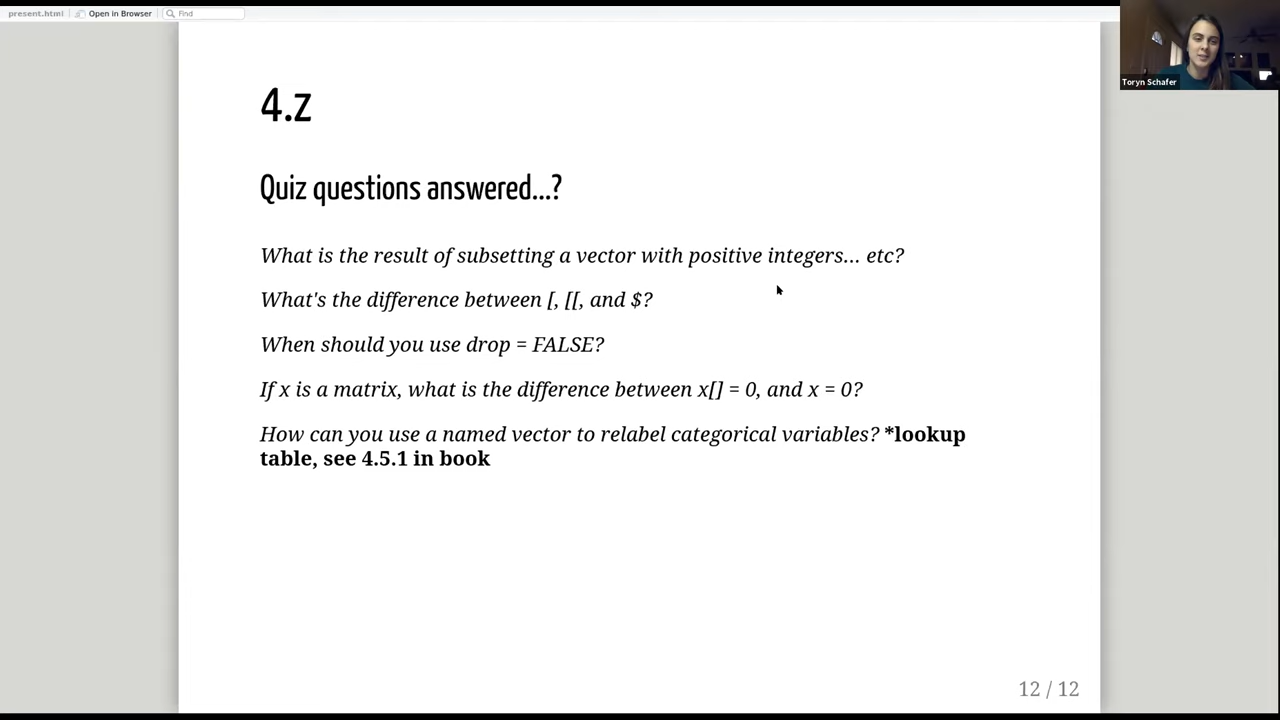 present.html Open in Browser Find
Toryn Schafer
4.z
Quiz questions answered...?
What is the result of subsetting a vector with positive integers... etc?
What's the difference between [, [[, and $?
When should you use drop = FALSE?
If x is a matrix, what is the difference between x[] = 0, and x = 0?
How can you use a named vector to relabel categorical variables? *lookup
table, see 4.5.1 in book
12 / 12